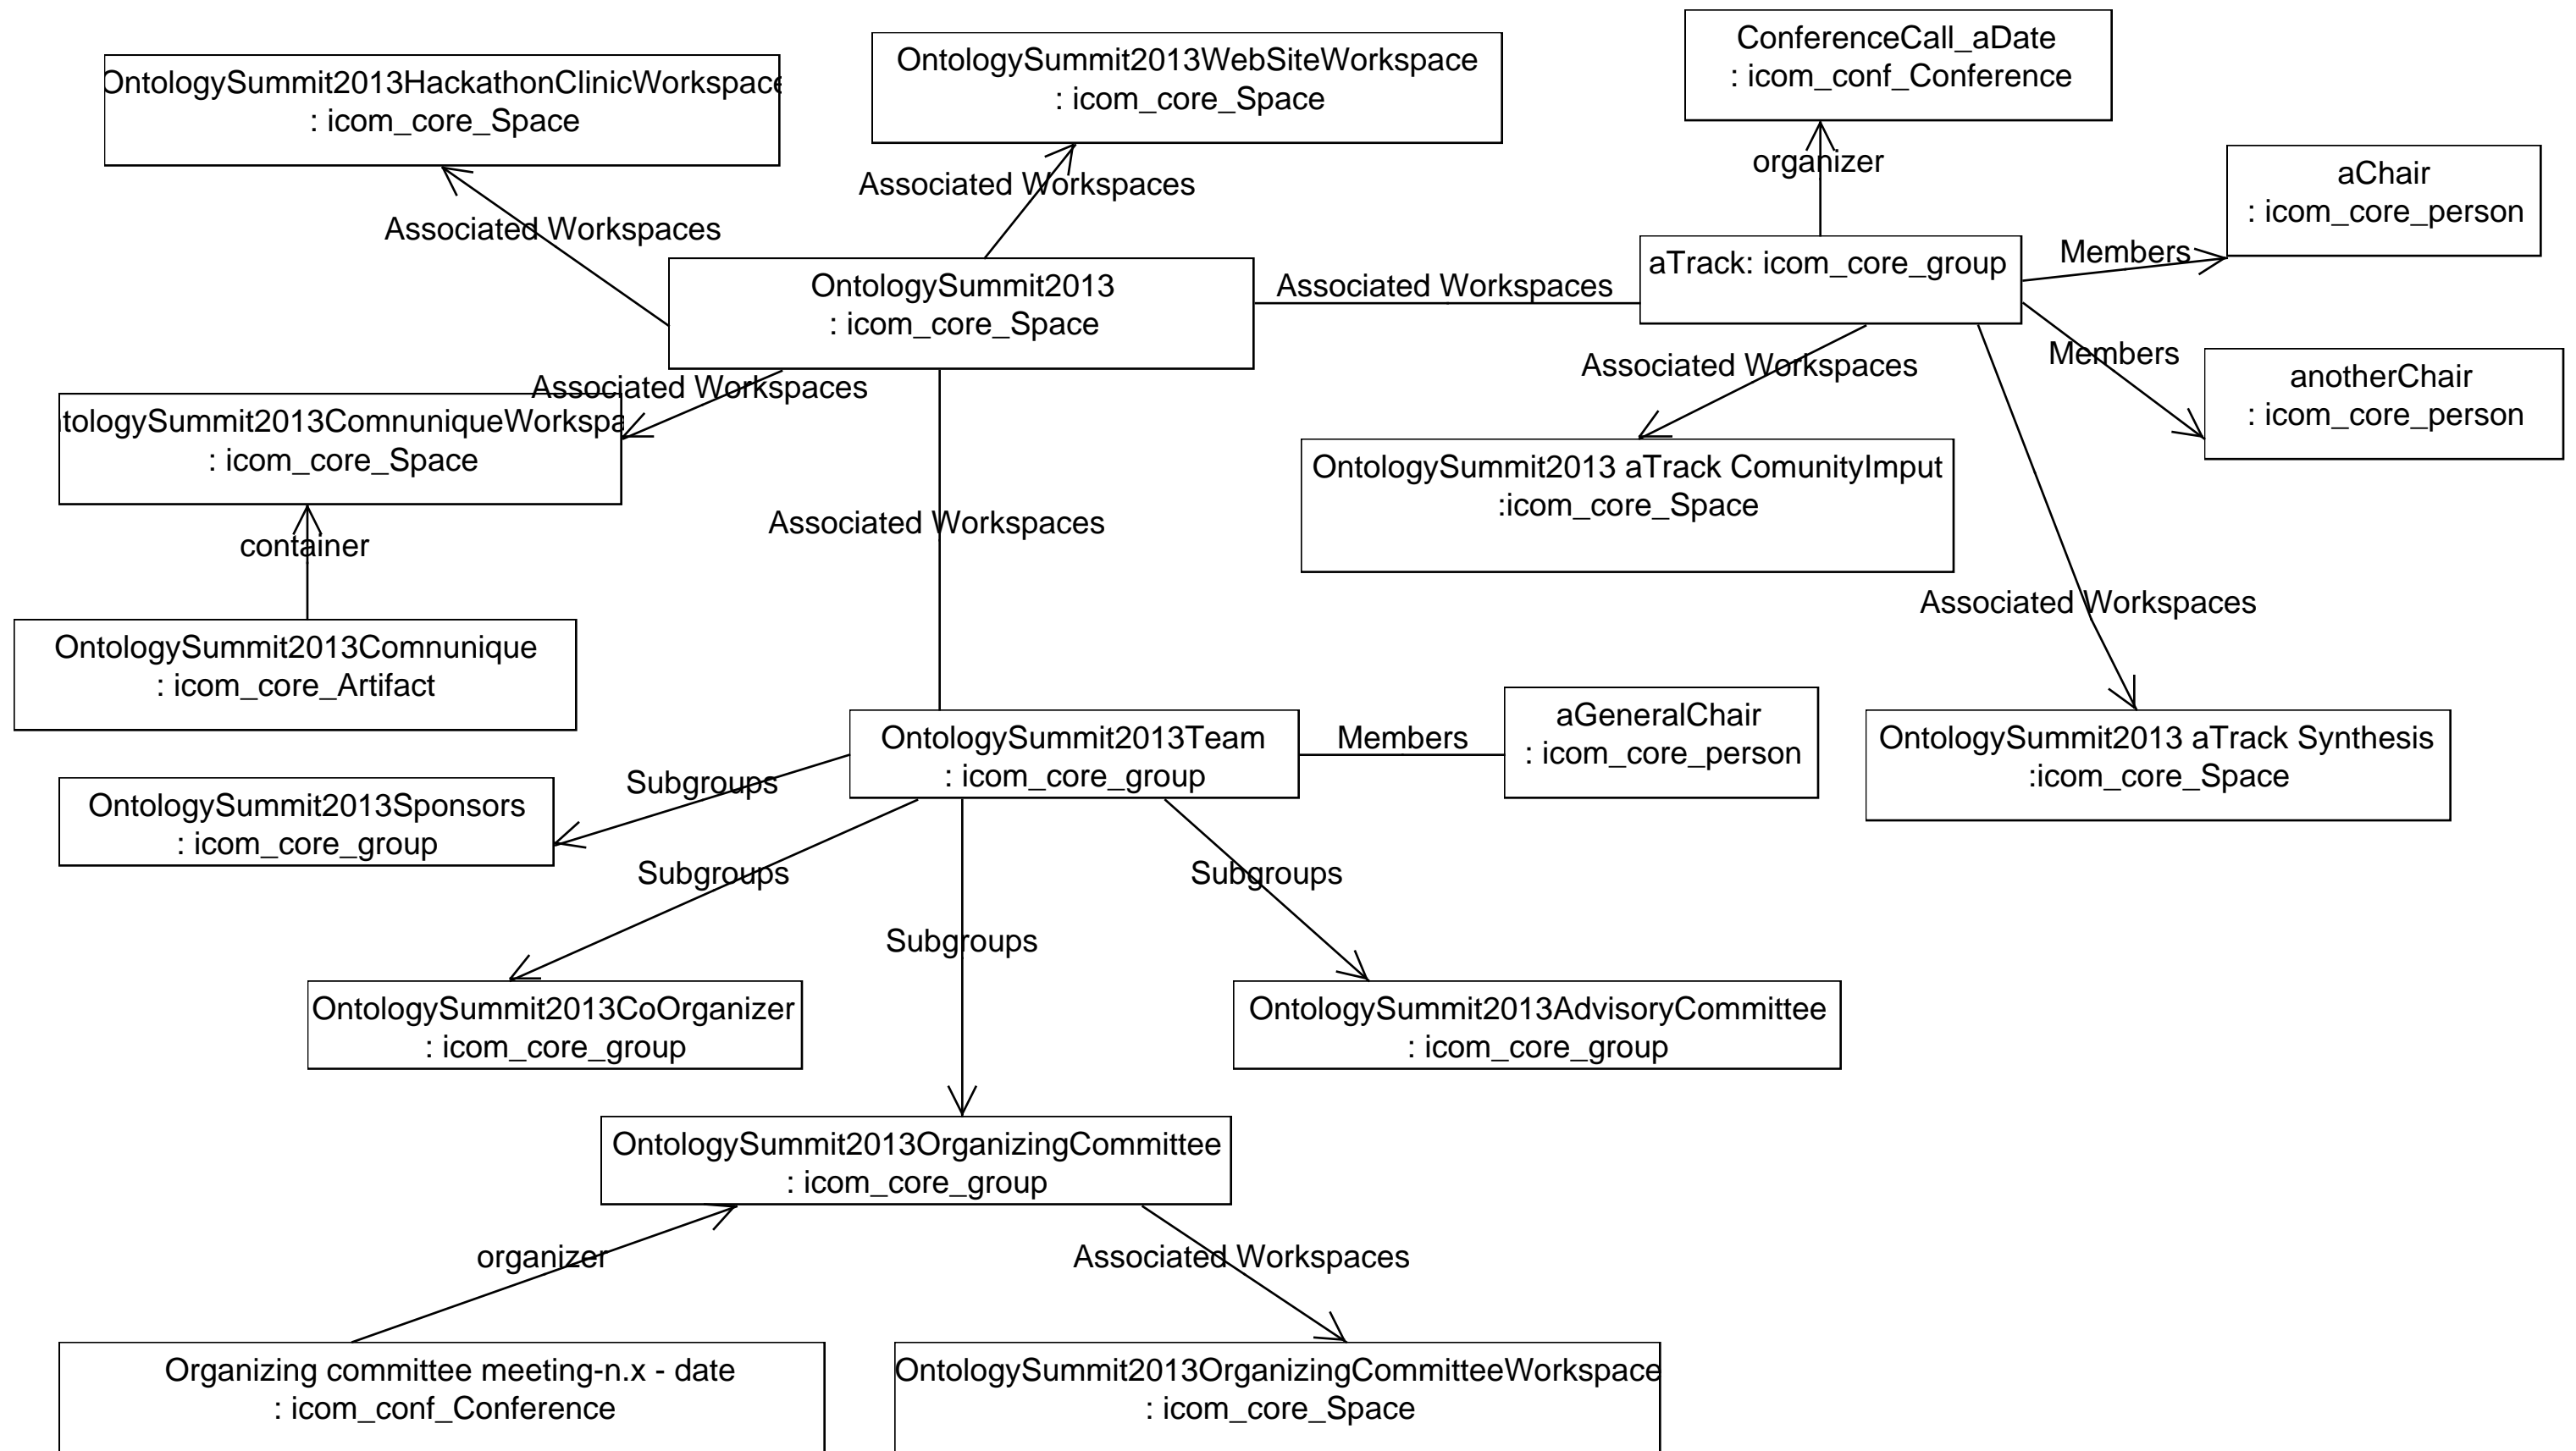 ConferenceCall_aDate
: icom_conf_Conference
OntologySummit2013WebSiteWorkspace
: icom_core_Space
OntologySummit2013HackathonClinicWorkspace
: icom_core_Space
organizer
aChair
: icom_core_person
Associated Workspaces
Associated Workspaces
Members
aTrack: icom_core_group
OntologySummit2013
: icom_core_Space
Associated Workspaces
Members
Associated Workspaces
Associated Workspaces
anotherChair
: icom_core_person
tologySummit2013ComnuniqueWorkspa
: icom_core_Space
OntologySummit2013 aTrack ComunityImput
:icom_core_Space
Associated Workspaces
container
Associated Workspaces
OntologySummit2013Comnunique
: icom_core_Artifact
aGeneralChair
: icom_core_person
OntologySummit2013Team
: icom_core_group
Members
OntologySummit2013 aTrack Synthesis
:icom_core_Space
Subgroups
OntologySummit2013Sponsors
: icom_core_group
Subgroups
Subgroups
Subgroups
OntologySummit2013CoOrganizer
: icom_core_group
OntologySummit2013AdvisoryCommittee
: icom_core_group
OntologySummit2013OrganizingCommittee
: icom_core_group
organizer
Associated Workspaces
Organizing committee meeting-n.x - date
: icom_conf_Conference
OntologySummit2013OrganizingCommitteeWorkspace
: icom_core_Space